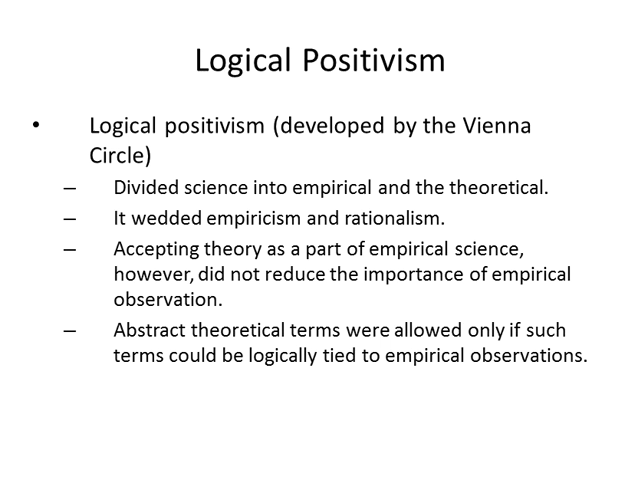 Logical Positivism
• Logical positivism (developed by the Vienna
Circle)
– Divided science into empirical and the theoretical.
– It wedded empiricism and rationalism.
– Accepting theory as a part of empirical science,
however, did not reduce the importance of empirical
observation.
– Abstract theoretical terms were allowed only if such
terms could be logically tied to empirical observations.